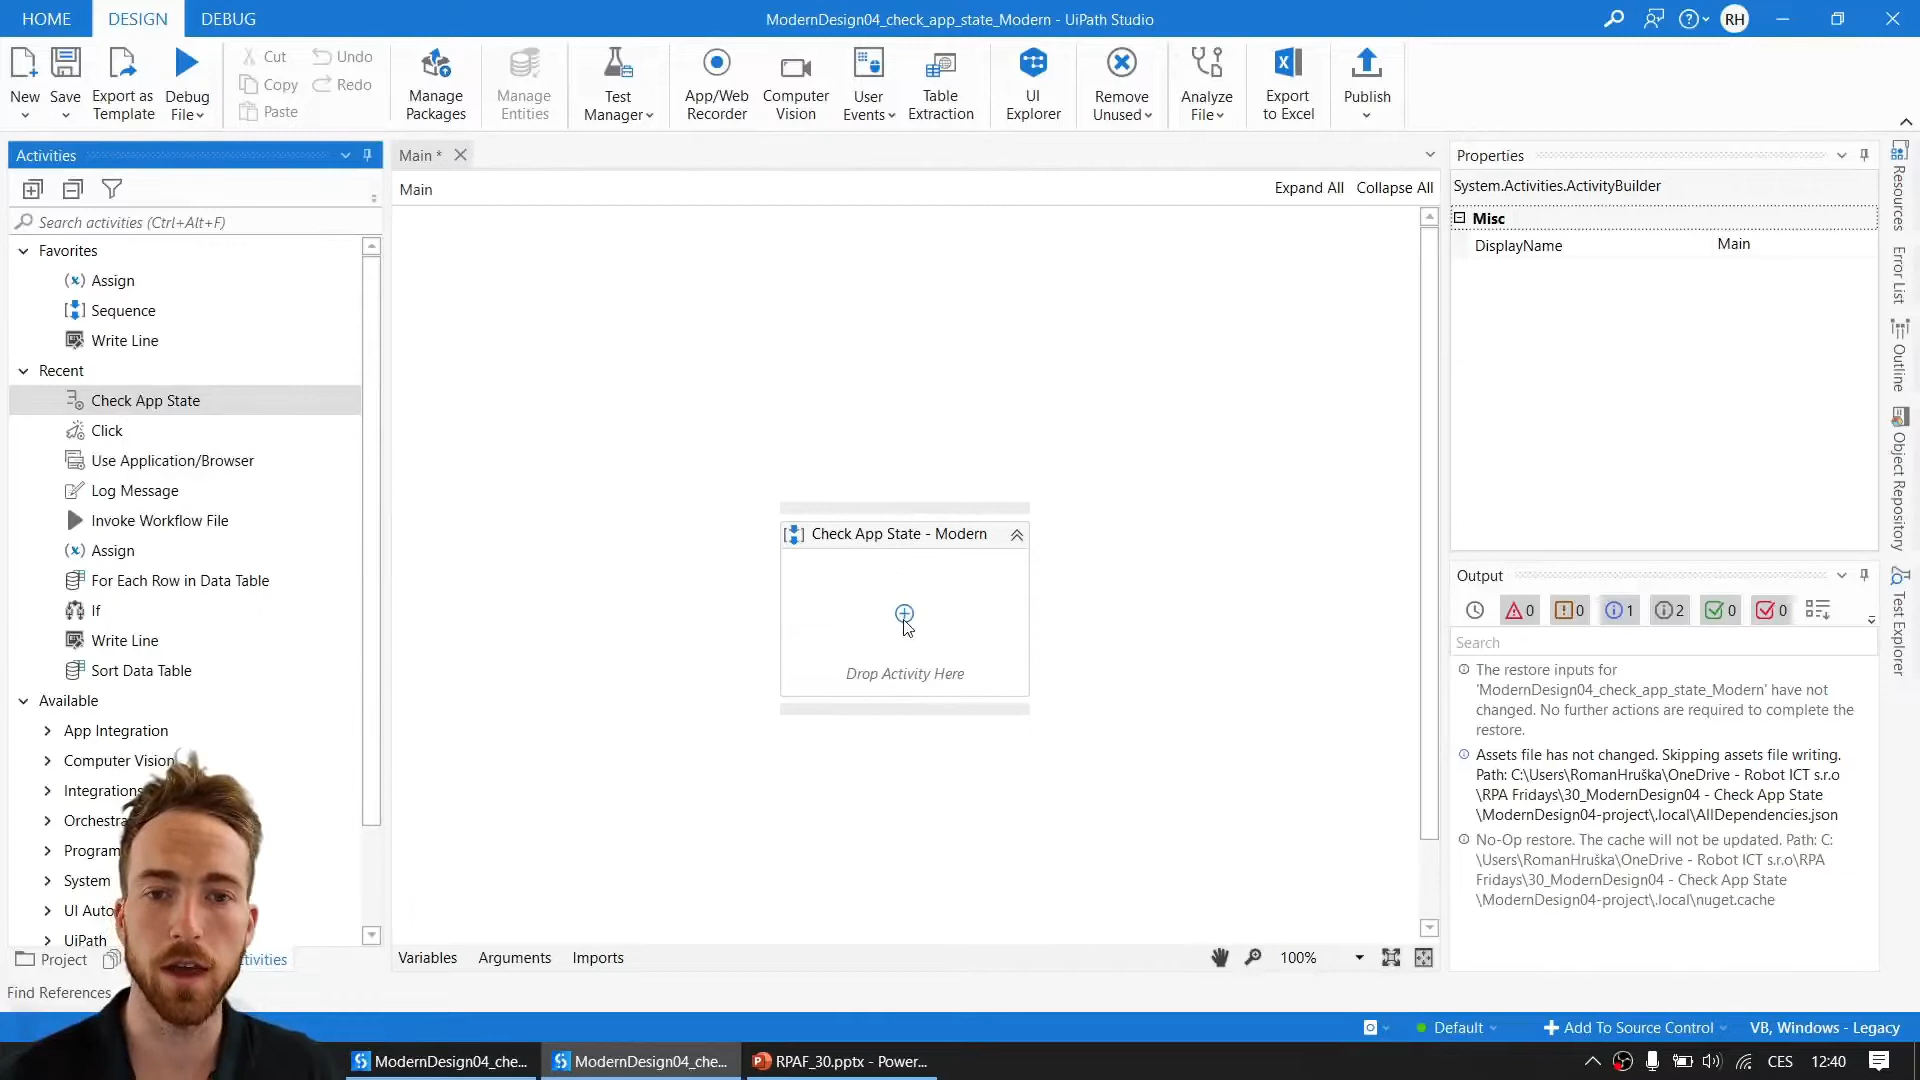 HOME DESIGN DEBUG ModernDesign04_check_app_state_Modern - UiPath Studio RH
New
Save
Export as
Template
Debug
File
Cut
Copy
Paste
Undo
Redo
Manage
Packages
Manage
Entities
Test
Manager
App/Web
Recorder
Computer
Vision
User
Events
Table
Extraction
UI
Explorer
Remove
Unused
Analyze
File
Export
to Excel
Publish
Activities
Search activities (Ctrl+Alt+F)
Favorites
Assign
Sequence
Write Line
Recent
Check App State
Click
Use Application/Browser
Log Message
Invoke Workflow File
Assign
For Each Row in Data Table
If
Write Line
Sort Data Table
Available
App Integration
Computer Vision
Integrations
Orchestra
Program
System
UI Auto
UiPath
Project
tivities
Find References
Main *
Main
Expand All Collapse All
Check App State - Modern
Drop Activity Here
Variables Arguments Imports
100%
Properties
System.Activities.ActivityBuilder
Misc
DisplayName Main
Output
0 0 1 2 0 0
Search
The restore inputs for
'ModernDesign04_check_app_state_Modern' have not
changed. No further actions are required to complete the
restore.
Assets file has not changed. Skipping assets file writing.
Path: C:\Users\RomanHruška\OneDrive - Robot ICT s.r.o
\RPA Fridays\30_ModernDesign04 - Check App State
\ModernDesign04-project\.local\AllDependencies.json
No-Op restore. The cache will not be updated. Path: C:
\Users\RomanHruška\OneDrive - Robot ICT s.r.o\RPA
Fridays\30_ModernDesign04 - Check App State
\ModernDesign04-project\.local\nuget.cache
Resources
Error List
Outline
Object Repository
Test Explorer
Default Add To Source Control VB, Windows - Legacy
ModernDesign04_che...
ModernDesign04_che...
RPAF_30.pptx - Power...
CES 12:40